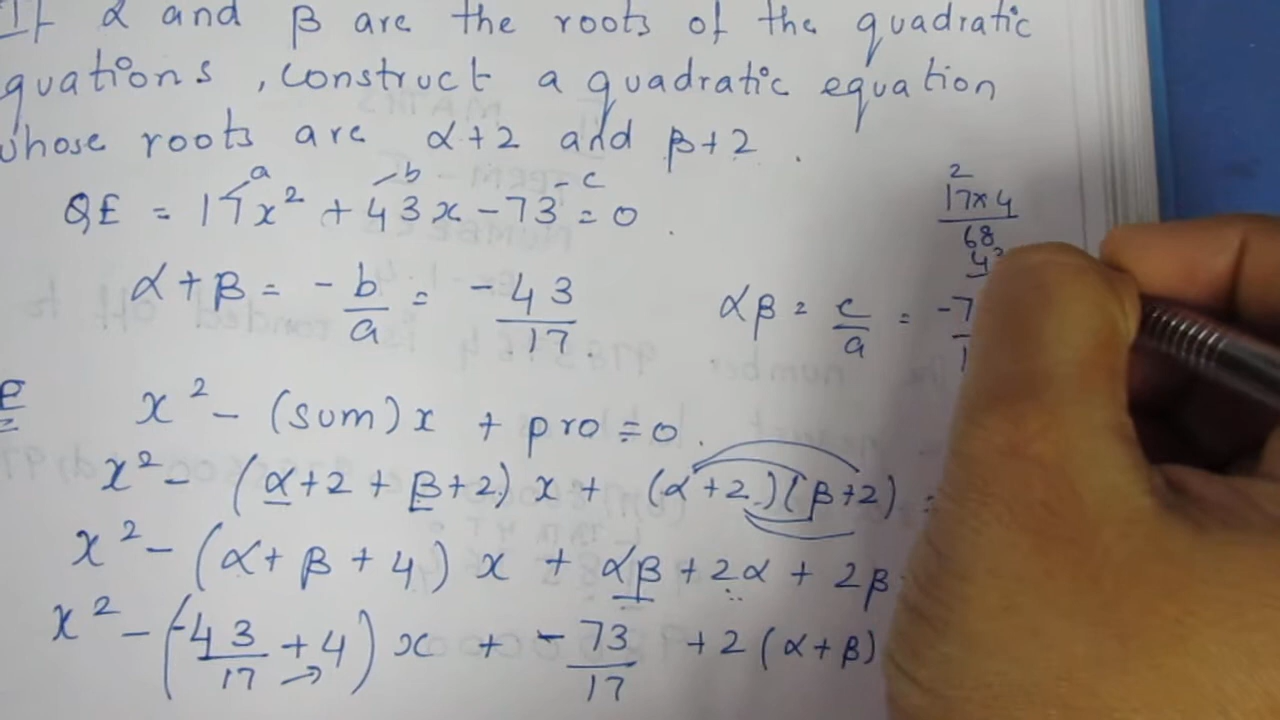 If α and β are the roots of the quadratic
quations , construct a quadratic equation
whose roots are α+2 and β+2 .
a b c
QE = 17x² + 43x - 73 = 0 .
2
17×4
68
α + β = -b/a = -43/17 .
αβ = c/a = -7
x² - (sum)x + pro = 0 .
x² - (α+2 + β+2) x + (α+2)(β+2) =
x² - (α + β + 4) x + αβ + 2α + 2β
x² - (-43/17 + 4) x + -73/17 + 2(α+β)